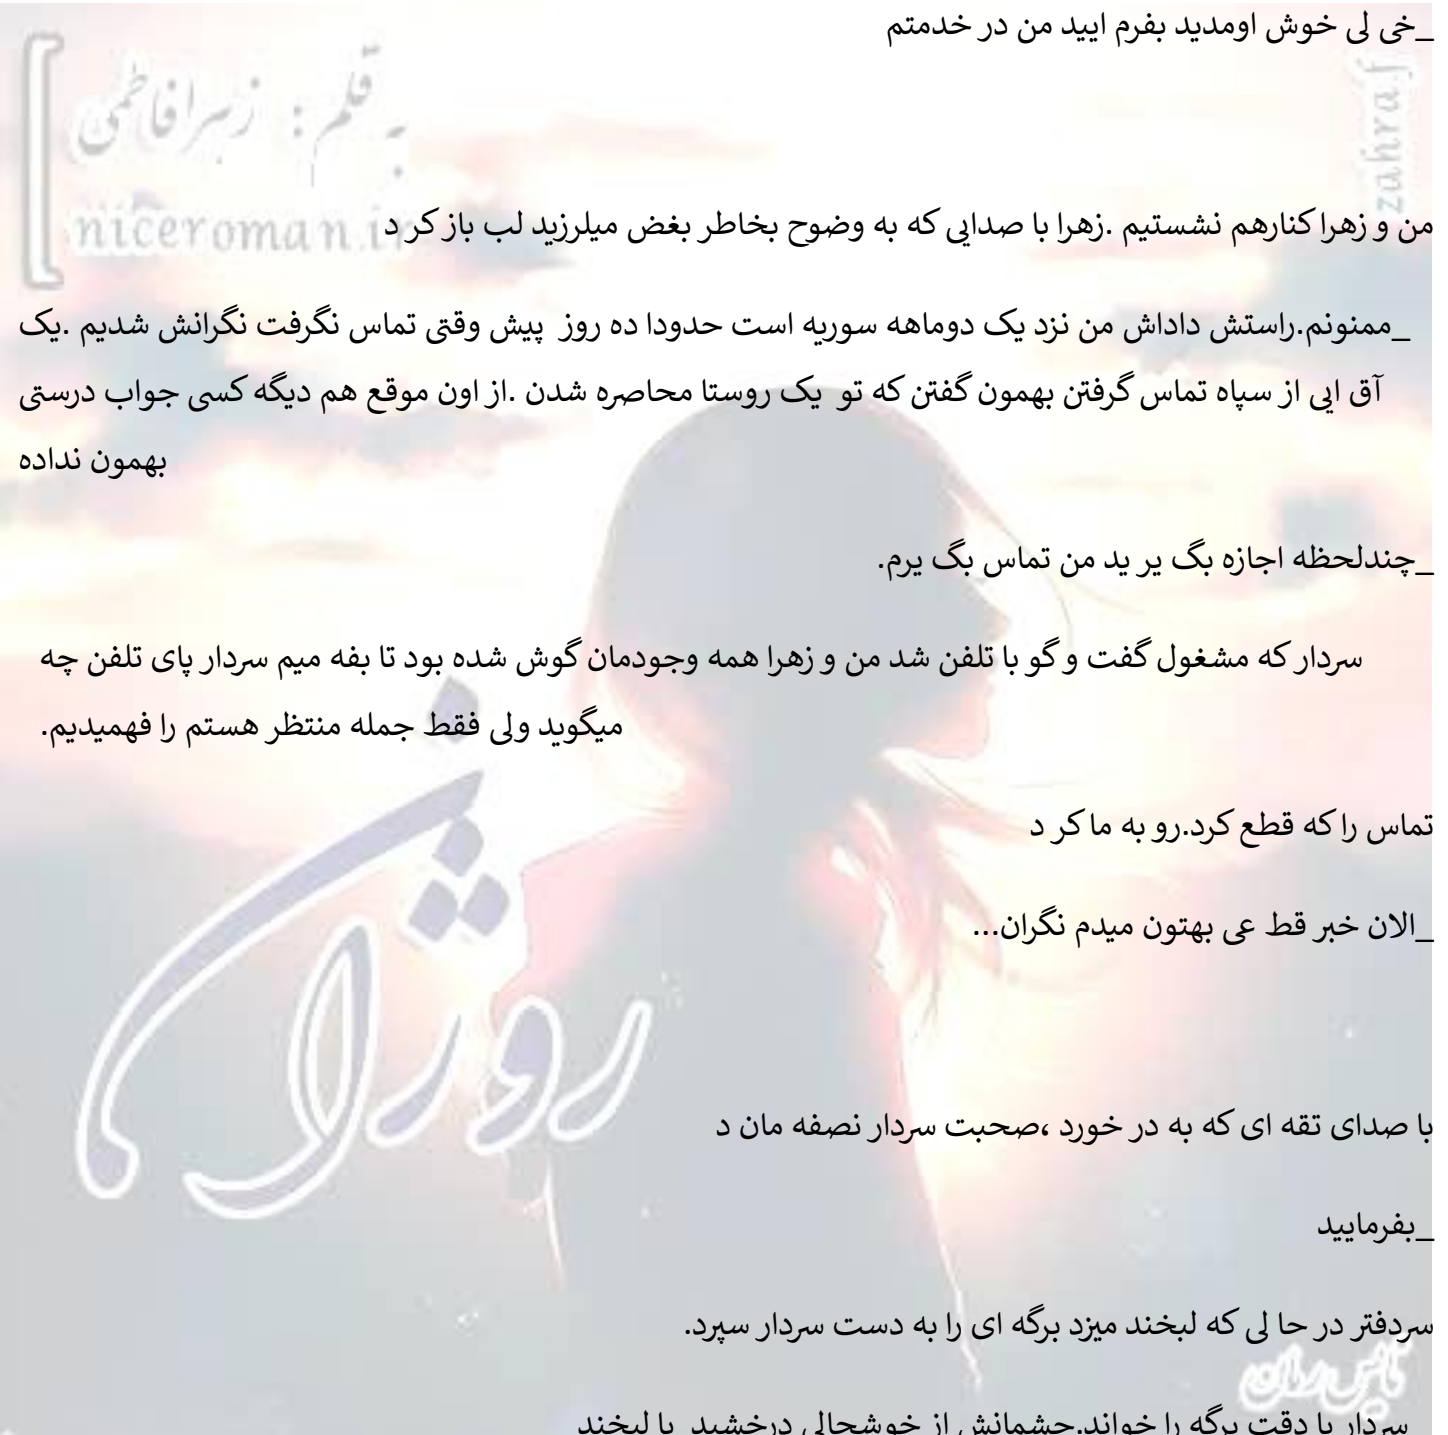 _خی لی خوش اومدید بفرم ایید من در خدمتم
به قلم : زهرا فاطمی
zahraf
niceroman.ir
من و زهرا کنارهم نشستیم .زهرا با صدایی که به وضوح بخاطر بغض میلرزید لب باز کر د
_ممنونم.راستش داداش من نزد یک دوماهه سوریه است حدودا ده روز پیش وقتی تماس نگرفت نگرانش شدیم .یک
آق ایی از سپاه تماس گرفتن بهمون گفتن که تو یک روستا محاصره شدن .از اون موقع هم دیگه کسی جواب درستی
بهمون نداده
_چندلحظه اجازه بگ یر ید من تماس بگ یرم.
سردار که مشغول گفت و گو با تلفن شد من و زهرا همه وجودمان گوش شده بود تا بفه میم سردار پای تلفن چه
میگوید ولی فقط جمله منتظر هستم را فهمیدیم.
تماس را که قطع کرد.رو به ما کر د
_الان خبر قط عی بهتون میدم نگران...
روژان
با صدای تقه ای که به در خورد ،صحبت سردار نصفه مان د
_بفرمایید
سردفتر در حا لی که لبخند میزد برگه ای را به دست سردار سپرد.
سردار با دقت برگه را خواند.چشمانش از خوشحالی درخشید با لبخند